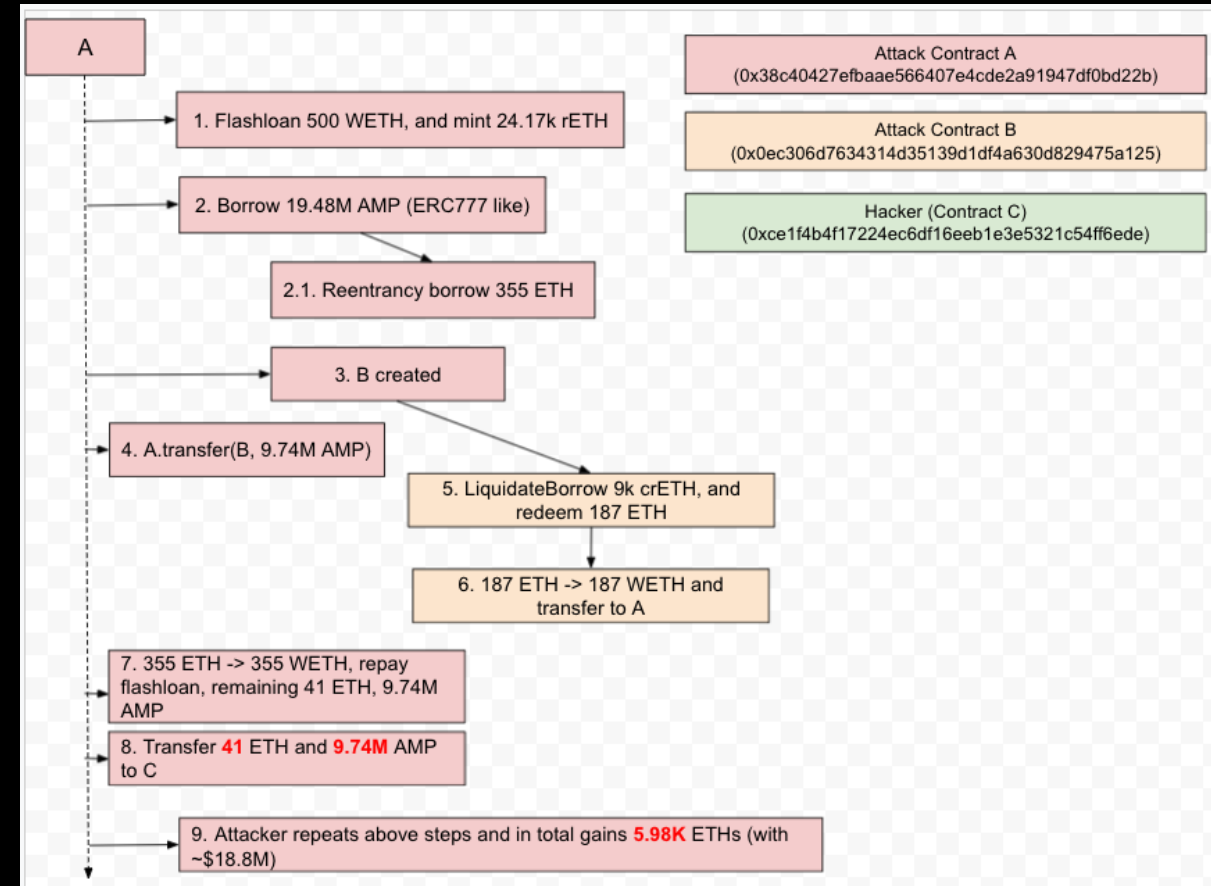 A
Attack Contract A
(0x38c40427efbaae566407e4cde2a91947df0bd22b)
1. Flashloan 500 WETH, and mint 24.17k rETH
Attack Contract B
(0x0ec306d7634314d35139d1df4a630d829475a125)
2. Borrow 19.48M AMP (ERC777 like)
Hacker (Contract C)
(0xce1f4b4f17224ec6df16eeb1e3e5321c54ff6ede)
2.1. Reentrancy borrow 355 ETH
3. B created
4. A.transfer(B, 9.74M AMP)
5. LiquidateBorrow 9k crETH, and
redeem 187 ETH
6. 187 ETH -> 187 WETH and
transfer to A
7. 355 ETH -> 355 WETH, repay
flashloan, remaining 41 ETH, 9.74M
AMP
8. Transfer 41 ETH and 9.74M AMP
to C
9. Attacker repeats above steps and in total gains 5.98K ETHs (with
~$18.8M)